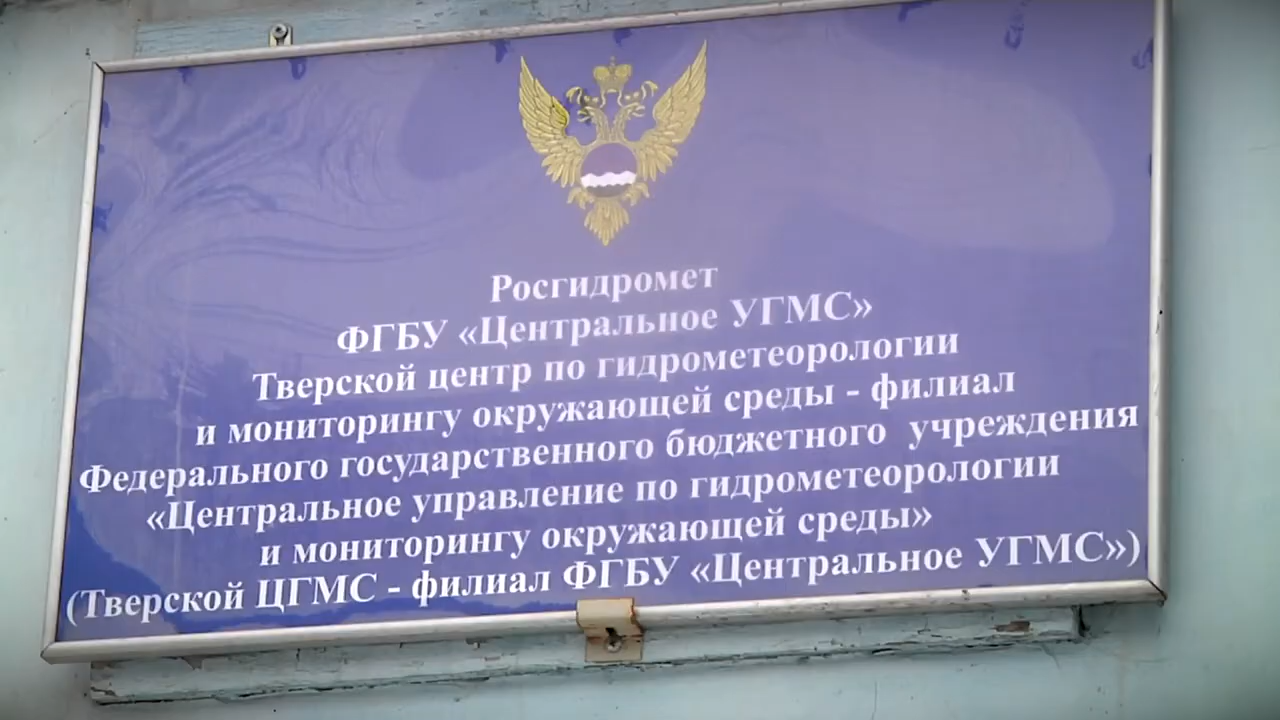 Росгидромет
ФГБУ «Центральное УГМС»
Тверской центр по гидрометеорологии
и мониторингу окружающей среды - филиал
Федерального государственного бюджетного учреждения
«Центральное управление по гидрометеорологии
и мониторингу окружающей среды»
(Тверской ЦГМС - филиал ФГБУ «Центральное УГМС»)